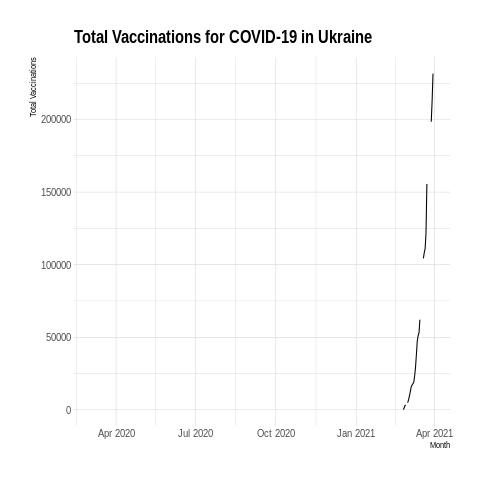 Total Vaccinations for COVID-19 in Ukraine
Total Vaccinations
200000
150000
100000
50000
0
Apr 2020 Jul 2020 Oct 2020 Jan 2021 Apr 2021
Month